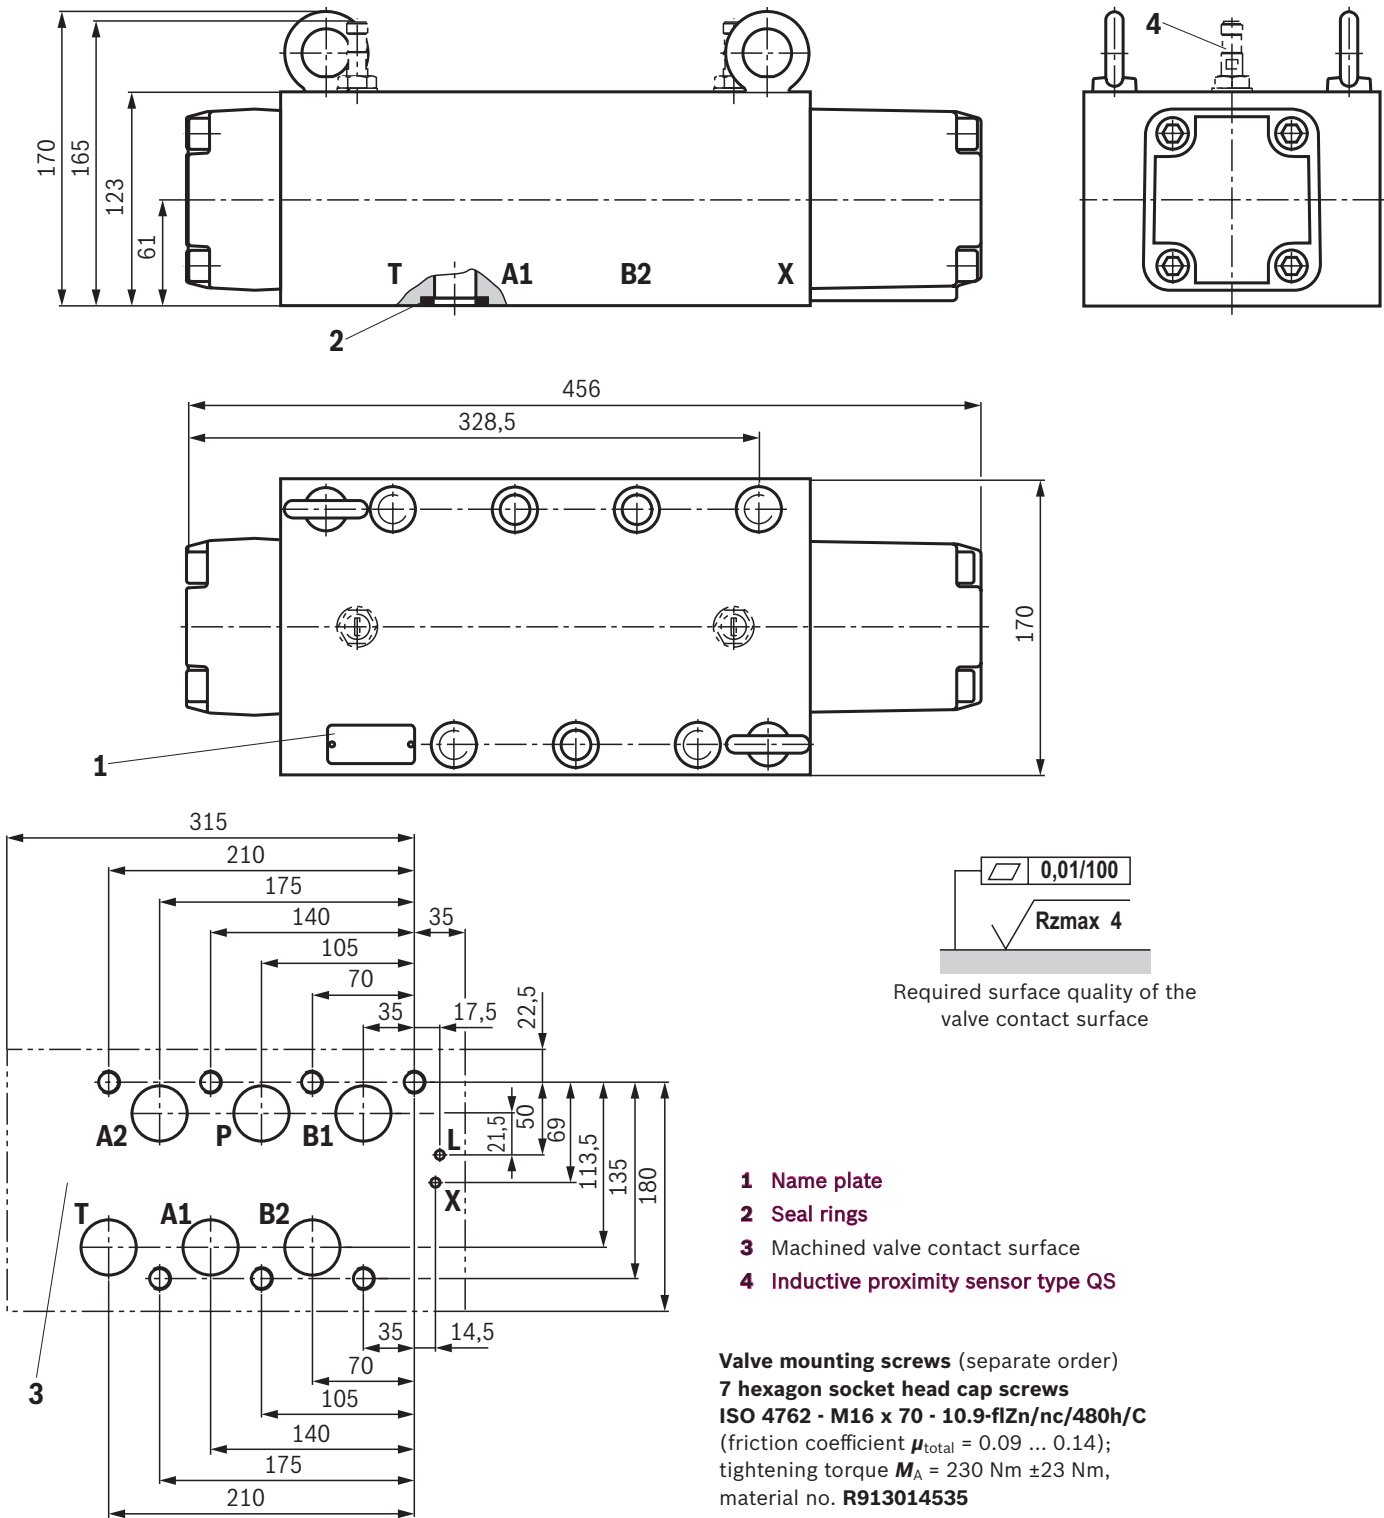 4
170
165
123
61
T
A1
B2
X
2
456
328,5
170
1
315
210
175
140
35
105
70
35
17,5
22,5
A2
P
B1
L
21,5
50
69
113,5
135
180
X
T
A1
B2
3
35
14,5
70
105
140
175
210
0,01/100
Rzmax 4
Required surface quality of the
valve contact surface
1 Name plate
2 Seal rings
3 Machined valve contact surface
4 Inductive proximity sensor type QS
Valve mounting screws (separate order)
7 hexagon socket head cap screws
ISO 4762 - M16 x 70 - 10.9-flZn/nc/480h/C
(friction coefficient μtotal = 0.09 … 0.14);
tightening torque MA = 230 Nm ±23 Nm,
material no. R913014535